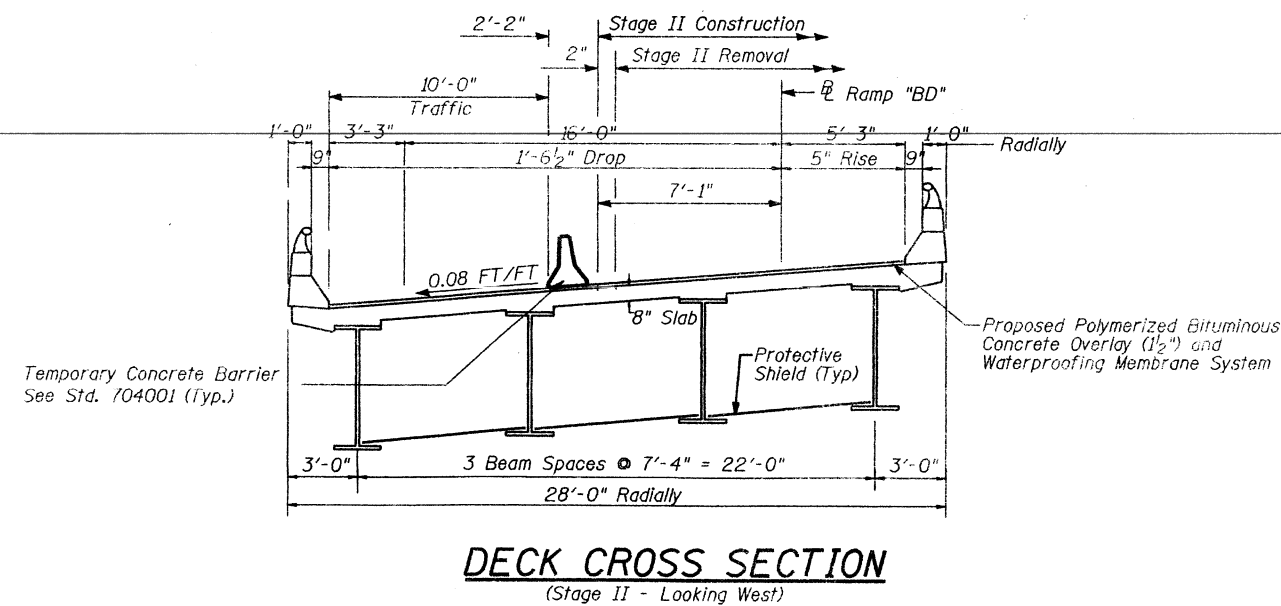 2'-2"
Stage II Construction
2"
Stage II Removal
10'-0"
Traffic
℄ Ramp "BD"
1'-0"
3'-3"
16'-0"
5'-3"
1'-0"
Radially
9"
1'-6½" Drop
5" Rise
9"
7'-1"
0.08 FT/FT
8" Slab
Proposed Polymerized Bituminous
Concrete Overlay (1½") and
Waterproofing Membrane System
Protective
Shield (Typ)
Temporary Concrete Barrier
See Std. 704001 (Typ.)
3'-0"
3 Beam Spaces @ 7'-4" = 22'-0"
3'-0"
28'-0" Radially
DECK CROSS SECTION
(Stage II - Looking West)